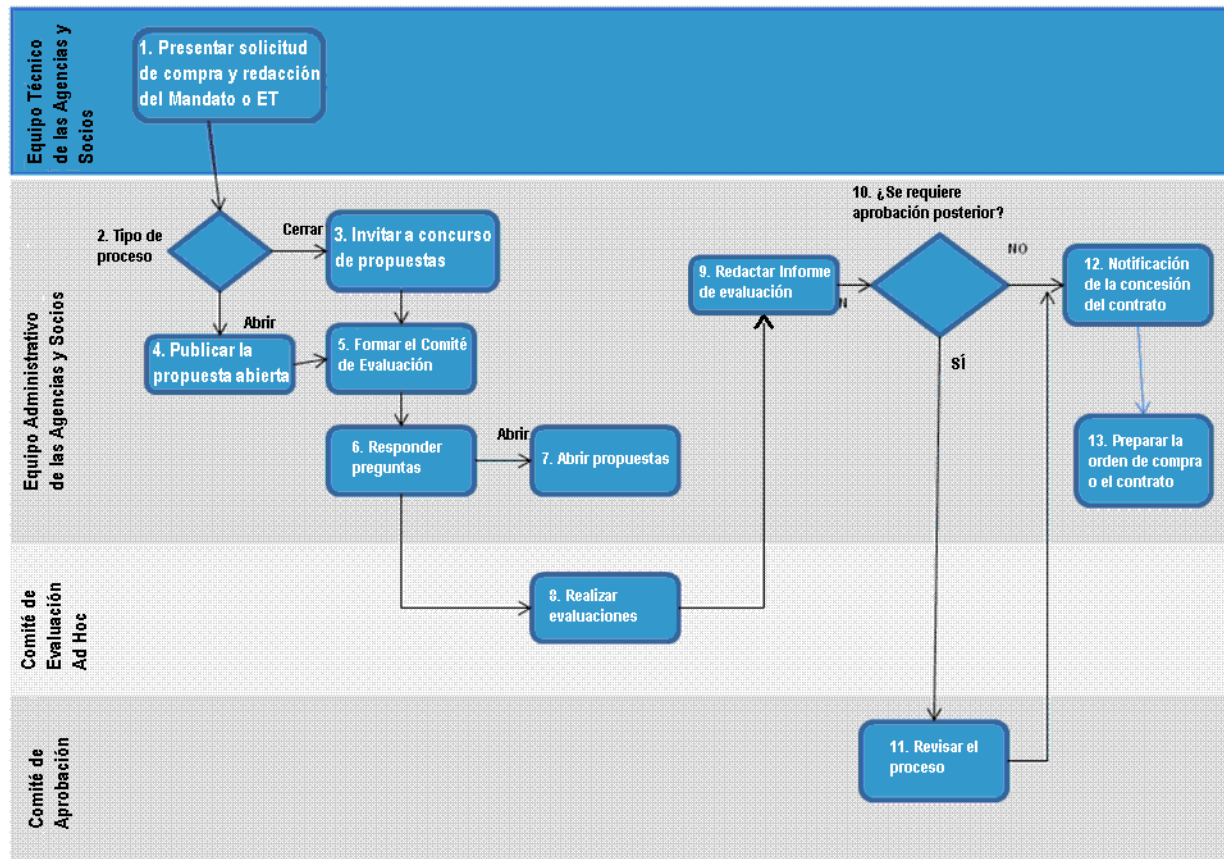 Equipo Técnico
de las Agencias y
Socios
1. Presentar solicitud
de compra y redacción
del Mandato o ET
Equipo Administrativo
de las Agencias y Socios
2. Tipo de
proceso
Cerrar
3. Invitar a concurso
de propuestas
Abrir
4. Publicar la
propuesta abierta
5. Formar el Comité
de Evaluación
6. Responder
preguntas
Abrir
7. Abrir propuestas
9. Redactar Informe
de evaluación
N
10. ¿Se requiere
aprobación posterior?
NO
SÍ
12. Notificación
de la concesión
del contrato
13. Preparar la
orden de compra
o el contrato
Comité de
Evaluación
Ad Hoc
8. Realizar
evaluaciones
Comité de
Aprobación
11. Revisar el
proceso